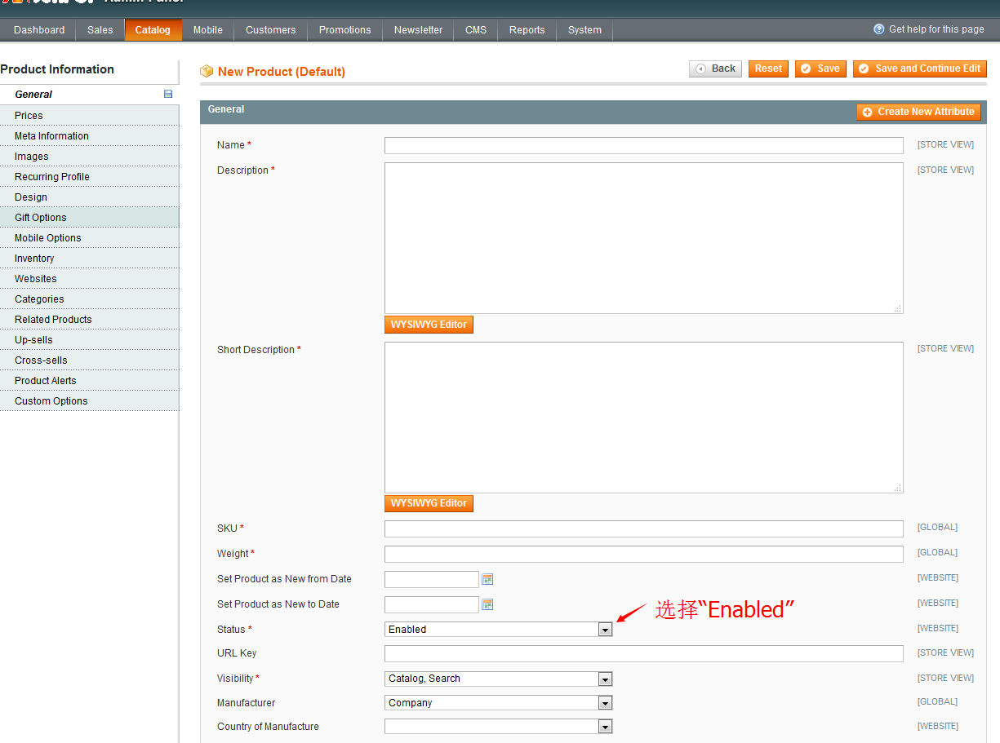 Admin Panel
Dashboard Sales Catalog Mobile Customers Promotions Newsletter CMS Reports System Get help for this page
Product Information
General
Prices
Meta Information
Images
Recurring Profile
Design
Gift Options
Mobile Options
Inventory
Websites
Categories
Related Products
Up-sells
Cross-sells
Product Alerts
Custom Options
New Product (Default) Back Reset Save Save and Continue Edit
General Create New Attribute
Name * [STORE VIEW]
Description * [STORE VIEW]
WYSIWYG Editor
Short Description * [STORE VIEW]
WYSIWYG Editor
SKU * [GLOBAL]
Weight * [GLOBAL]
Set Product as New from Date [WEBSITE]
Set Product as New to Date [WEBSITE]
选择“Enabled”
Status * Enabled [WEBSITE]
URL Key [STORE VIEW]
Visibility * Catalog, Search [STORE VIEW]
Manufacturer Company [GLOBAL]
Country of Manufacture [WEBSITE]